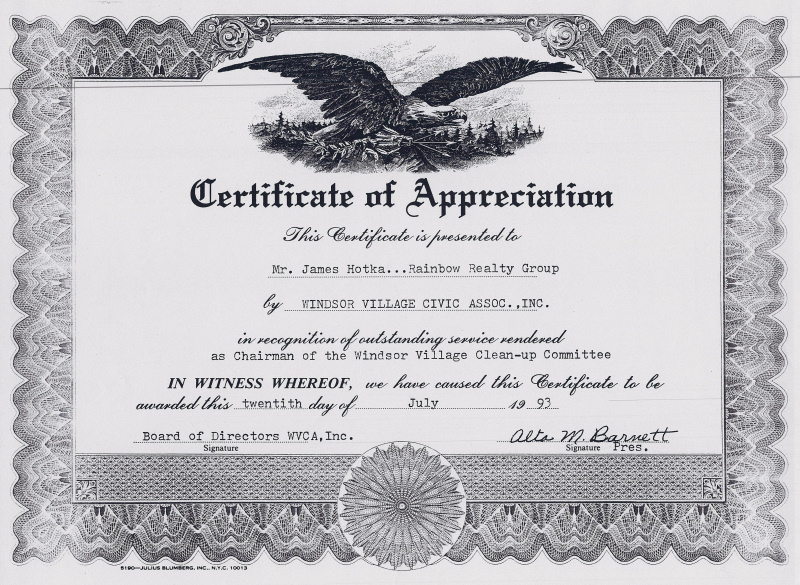 Certificate of Appreciation
This Certificate is presented to
Mr. James Hotka...Rainbow Realty Group
by WINDSOR VILLAGE CIVIC ASSOC.,INC.
in recognition of outstanding service rendered
as Chairman of the Windsor Village Clean-up Committee
IN WITNESS WHEREOF, we have caused this Certificate to be
awarded this twentith day of July 19 93
Board of Directors WVCA,Inc. Alta M. Barnett
Signature Signature Pres.
5190—JULIUS BLUMBERG, INC., N.Y.C. 10013